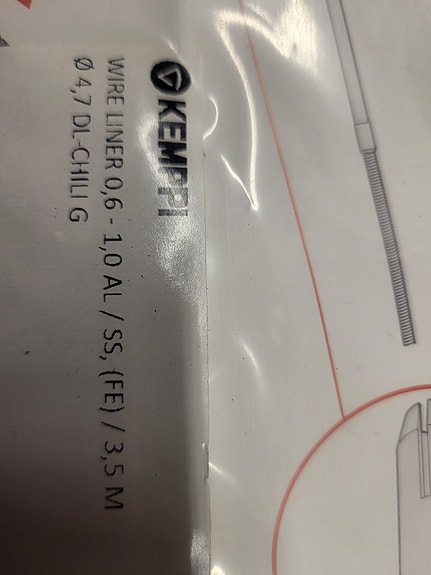 KEMPPI
WIRE LINER 0,6 - 1,0 AL / SS, (FE) / 3,5 M
Ø 4,7 DL-CHILI G